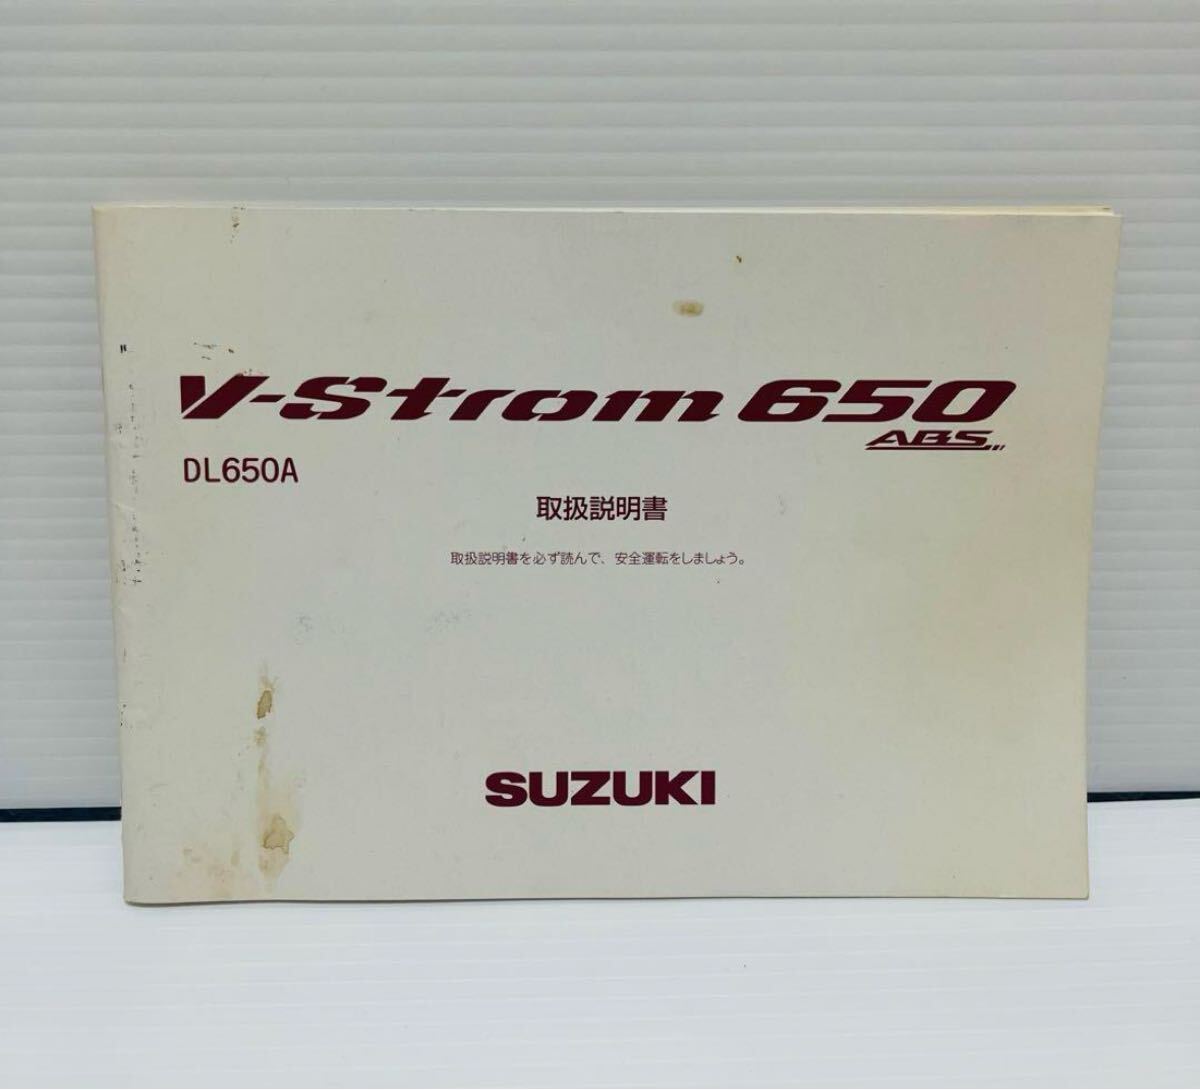 V-Strom 650
ABS
DL650A
取扱説明書
取扱説明書を必ず読んで、安全運転をしましょう。
SUZUKI